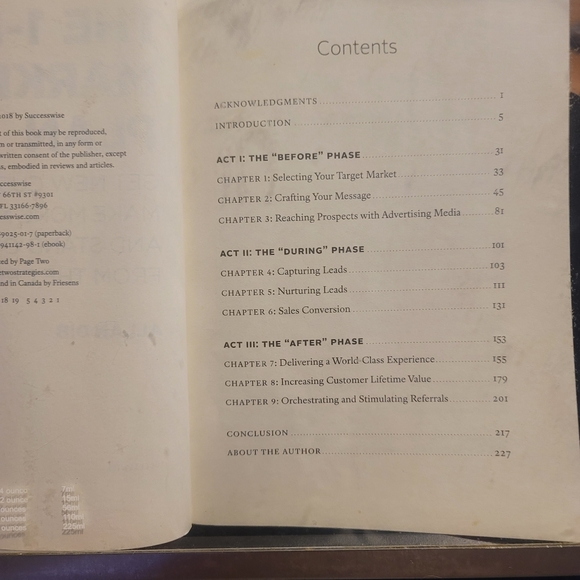 2018 by Successwise
t of this book may be reproduced,
m or transmitted, in any form or
written consent of the publisher, except
s, embodied in reviews and articles.
ccesswise
66TH ST #9301
FL 33166-7896
esswise.com
9025-01-7 (paperback)
941142-98-1 (ebook)
ed by Page Two
etwostrategies.com
nd in Canada by Friesens
18 19 5 4 3 2 1
ounces
225ml
Contents
ACKNOWLEDGMENTS 1
INTRODUCTION 5
ACT I: THE "BEFORE" PHASE 31
CHAPTER 1: Selecting Your Target Market 33
CHAPTER 2: Crafting Your Message 45
CHAPTER 3: Reaching Prospects with Advertising Media 81
ACT II: THE "DURING" PHASE 101
CHAPTER 4: Capturing Leads 103
CHAPTER 5: Nurturing Leads 111
CHAPTER 6: Sales Conversion 131
ACT III: THE "AFTER" PHASE 153
CHAPTER 7: Delivering a World-Class Experience 155
CHAPTER 8: Increasing Customer Lifetime Value 179
CHAPTER 9: Orchestrating and Stimulating Referrals 201
CONCLUSION 217
ABOUT THE AUTHOR 227